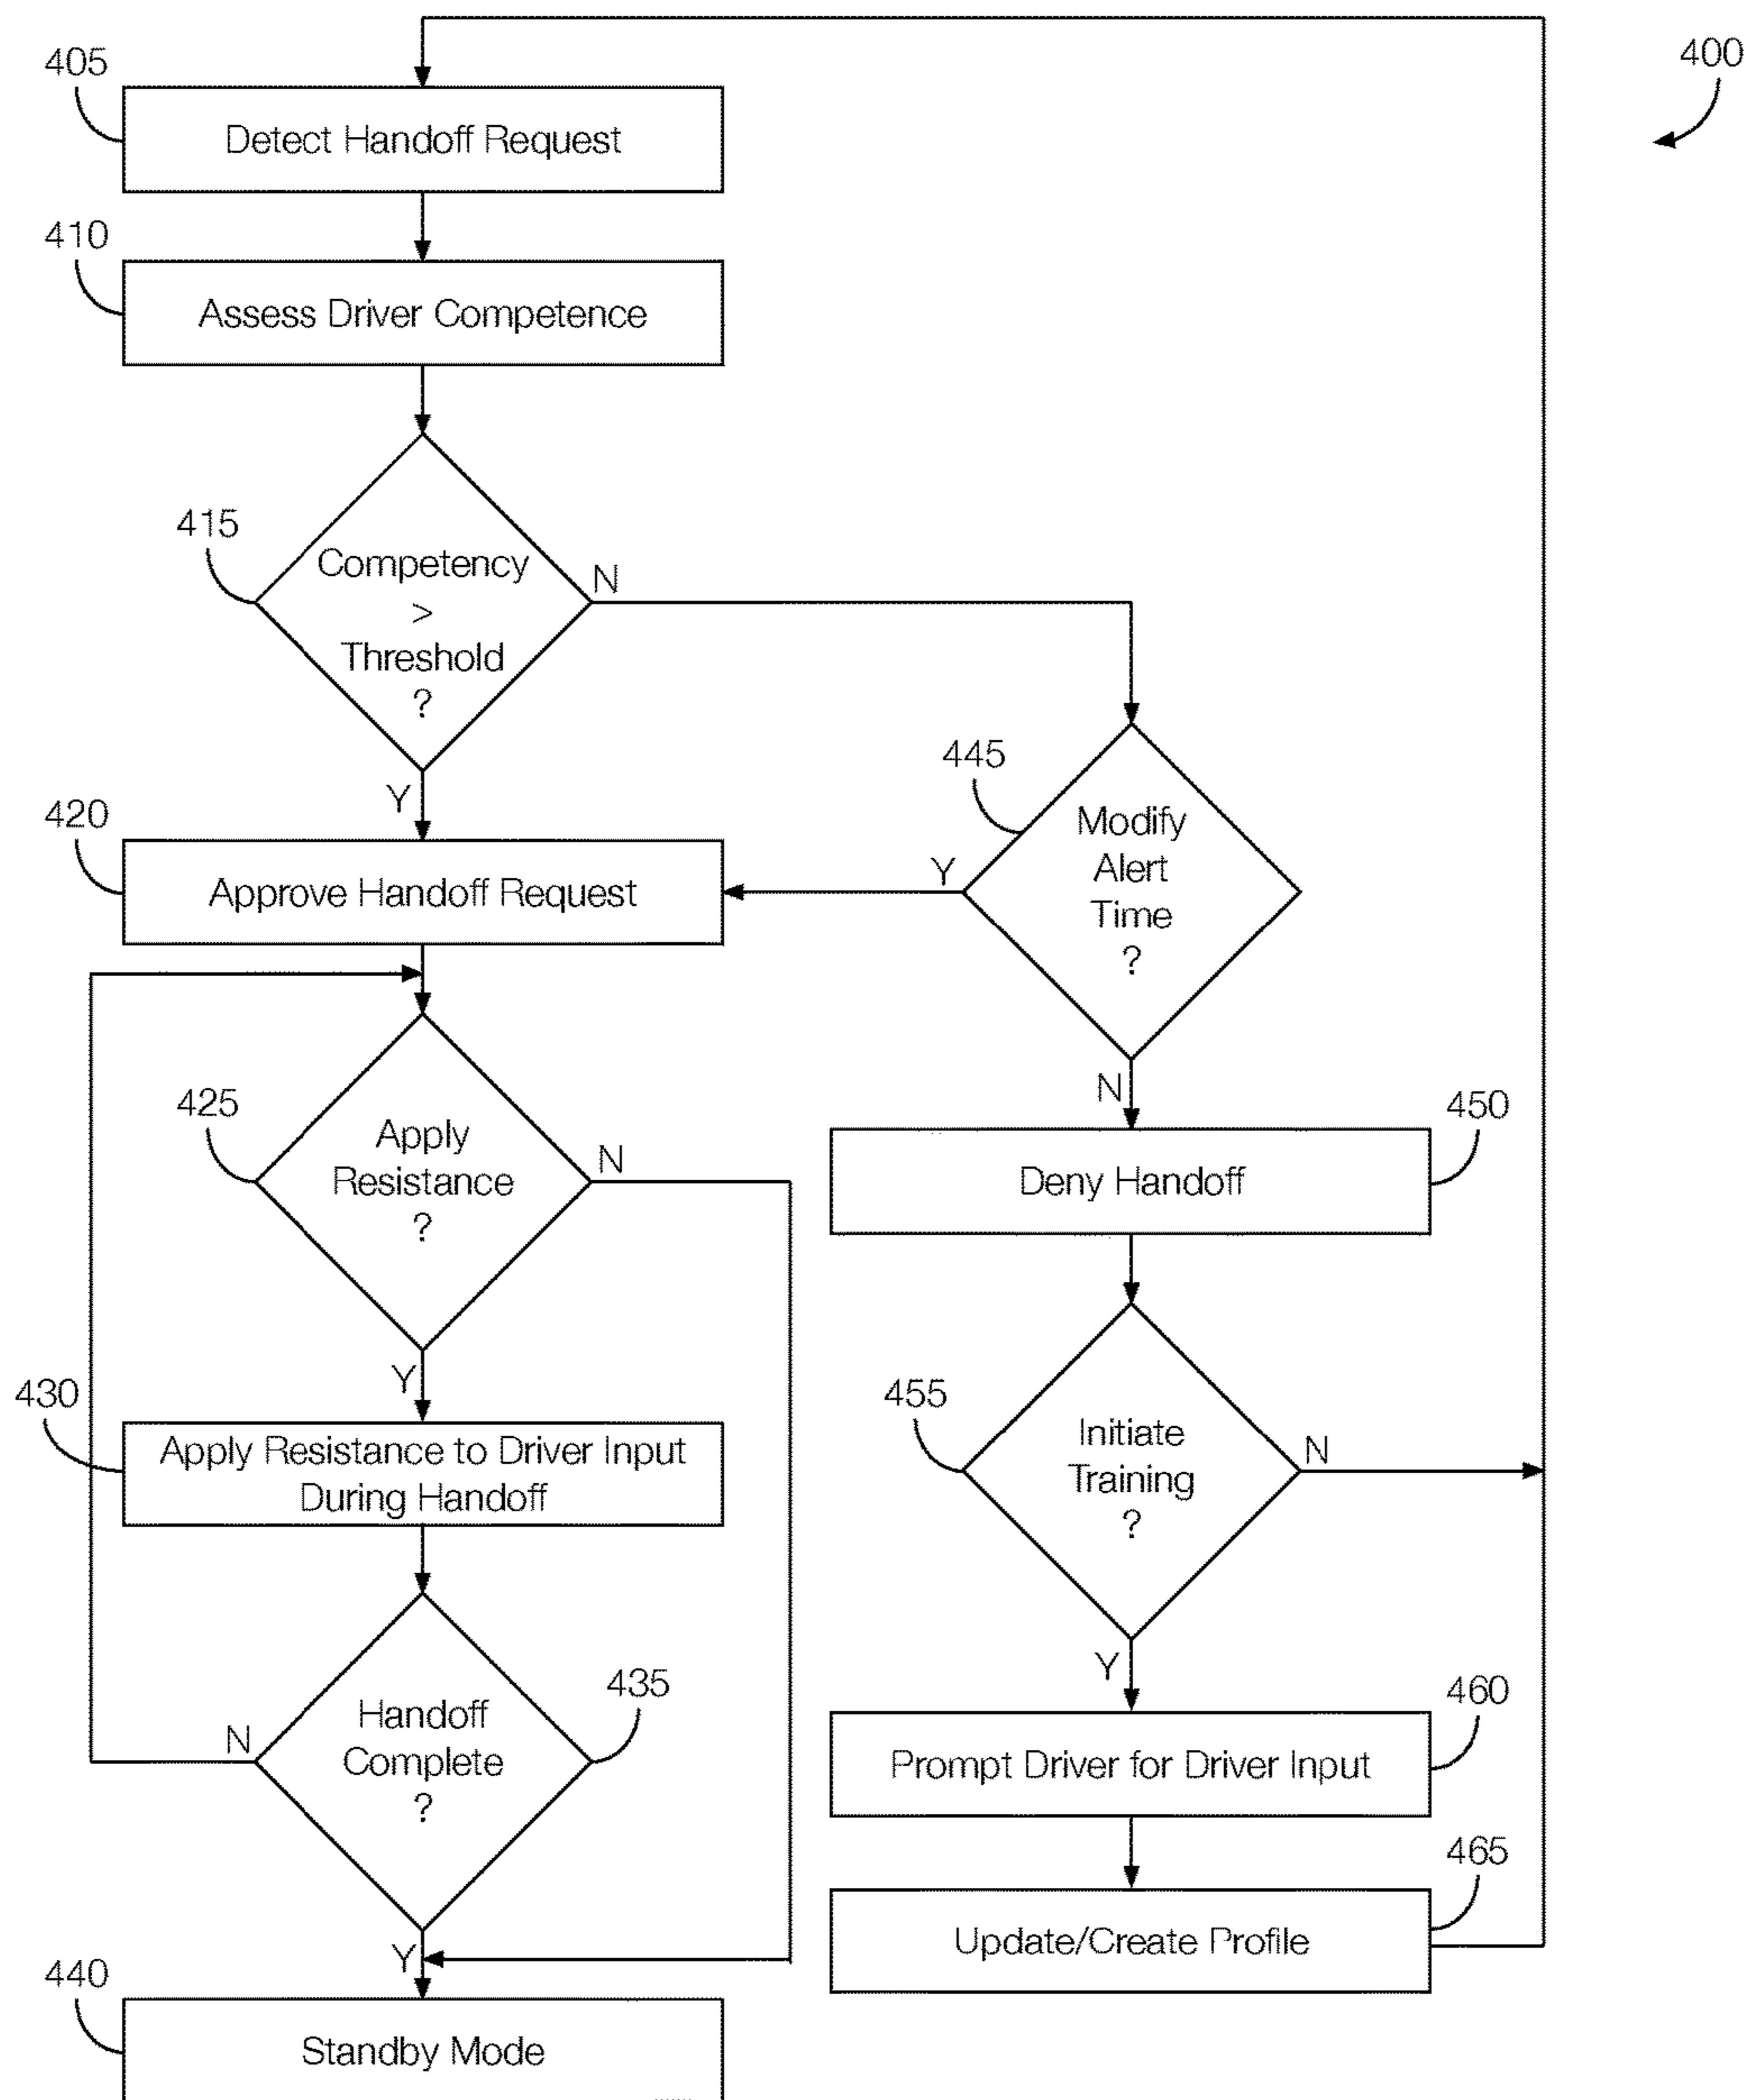 400
405
Detect Handoff Request
410
Assess Driver Competence
415
Competency
>
Threshold
?
N
Y
420
Approve Handoff Request
445
Modify
Alert
Time
?
Y
N
425
Apply
Resistance
?
N
Y
450
Deny Handoff
430
Apply Resistance to Driver Input
During Handoff
455
Initiate
Training
?
N
Y
435
Handoff
Complete
?
N
Y
460
Prompt Driver for Driver Input
465
Update/Create Profile
440
Standby Mode